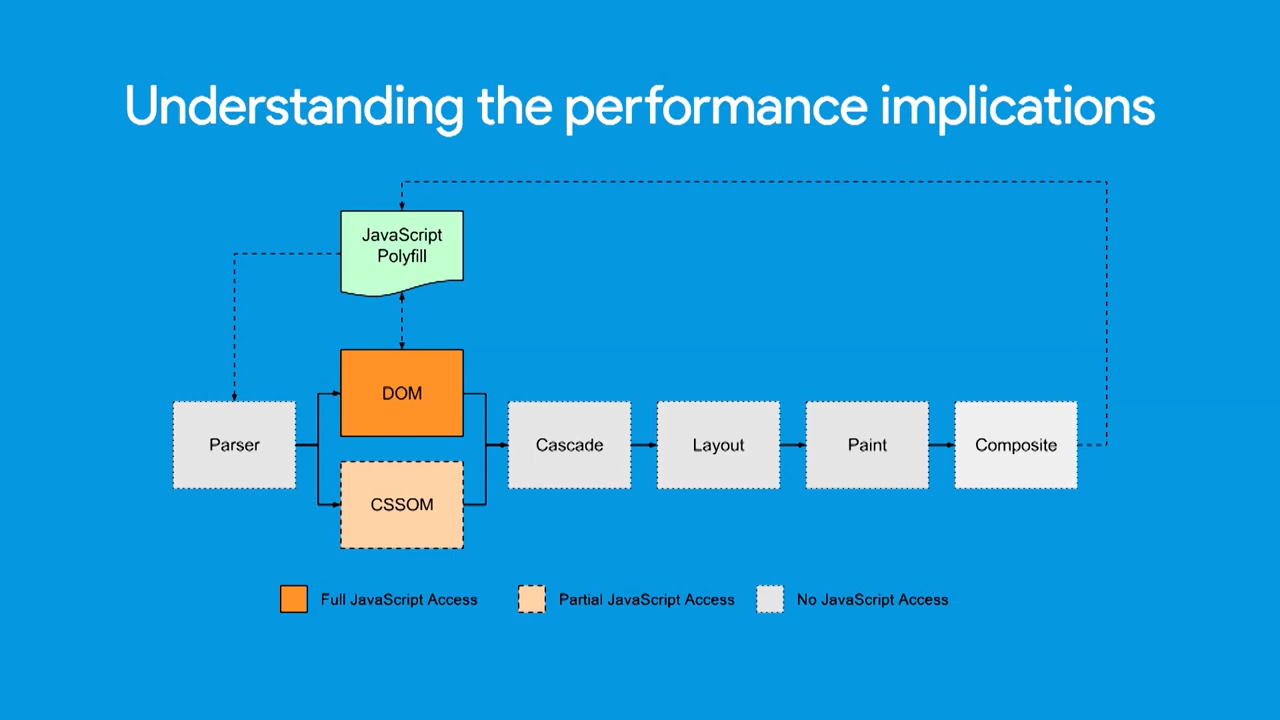 Understanding the performance implications
JavaScript
Polyfill
DOM
Parser
Cascade
Layout
Paint
Composite
CSSOM
Full JavaScript Access
Partial JavaScript Access
No JavaScript Access